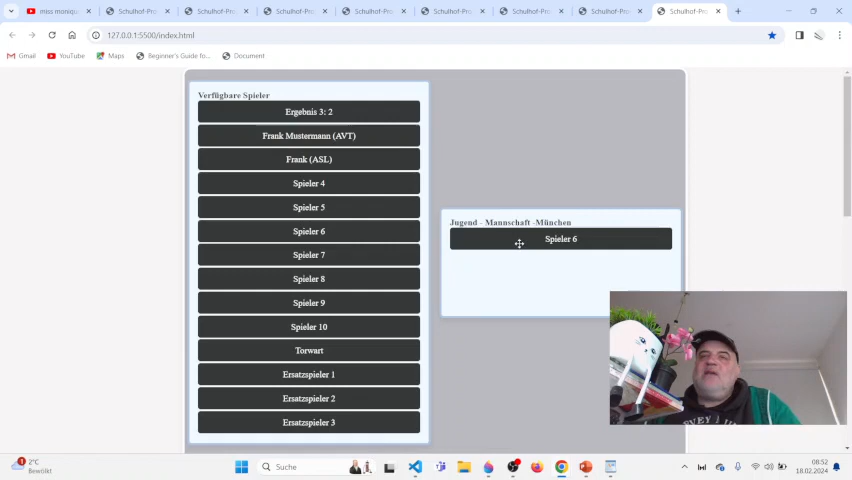 miss monique
Schulhof-Pro
Schulhof-Pro
Schulhof-Pro
Schulhof-Pro
Schulhof-Pro
Schulhof-Pro
Schulhof-Pro
Schulhof-Pro
127.0.0.1:5500/index.html
Gmail
YouTube
Maps
Beginner's Guide fo...
Document
Verfügbare Spieler
Ergebnis 3: 2
Frank Mustermann (AVT)
Frank (ASL)
Spieler 4
Spieler 5
Spieler 6
Spieler 7
Spieler 8
Spieler 9
Spieler 10
Torwart
Ersatzspieler 1
Ersatzspieler 2
Ersatzspieler 3
Jugend - Mannschaft -München
Spieler 6
2°C
Bewölkt
Suche
08:52
18.02.2024